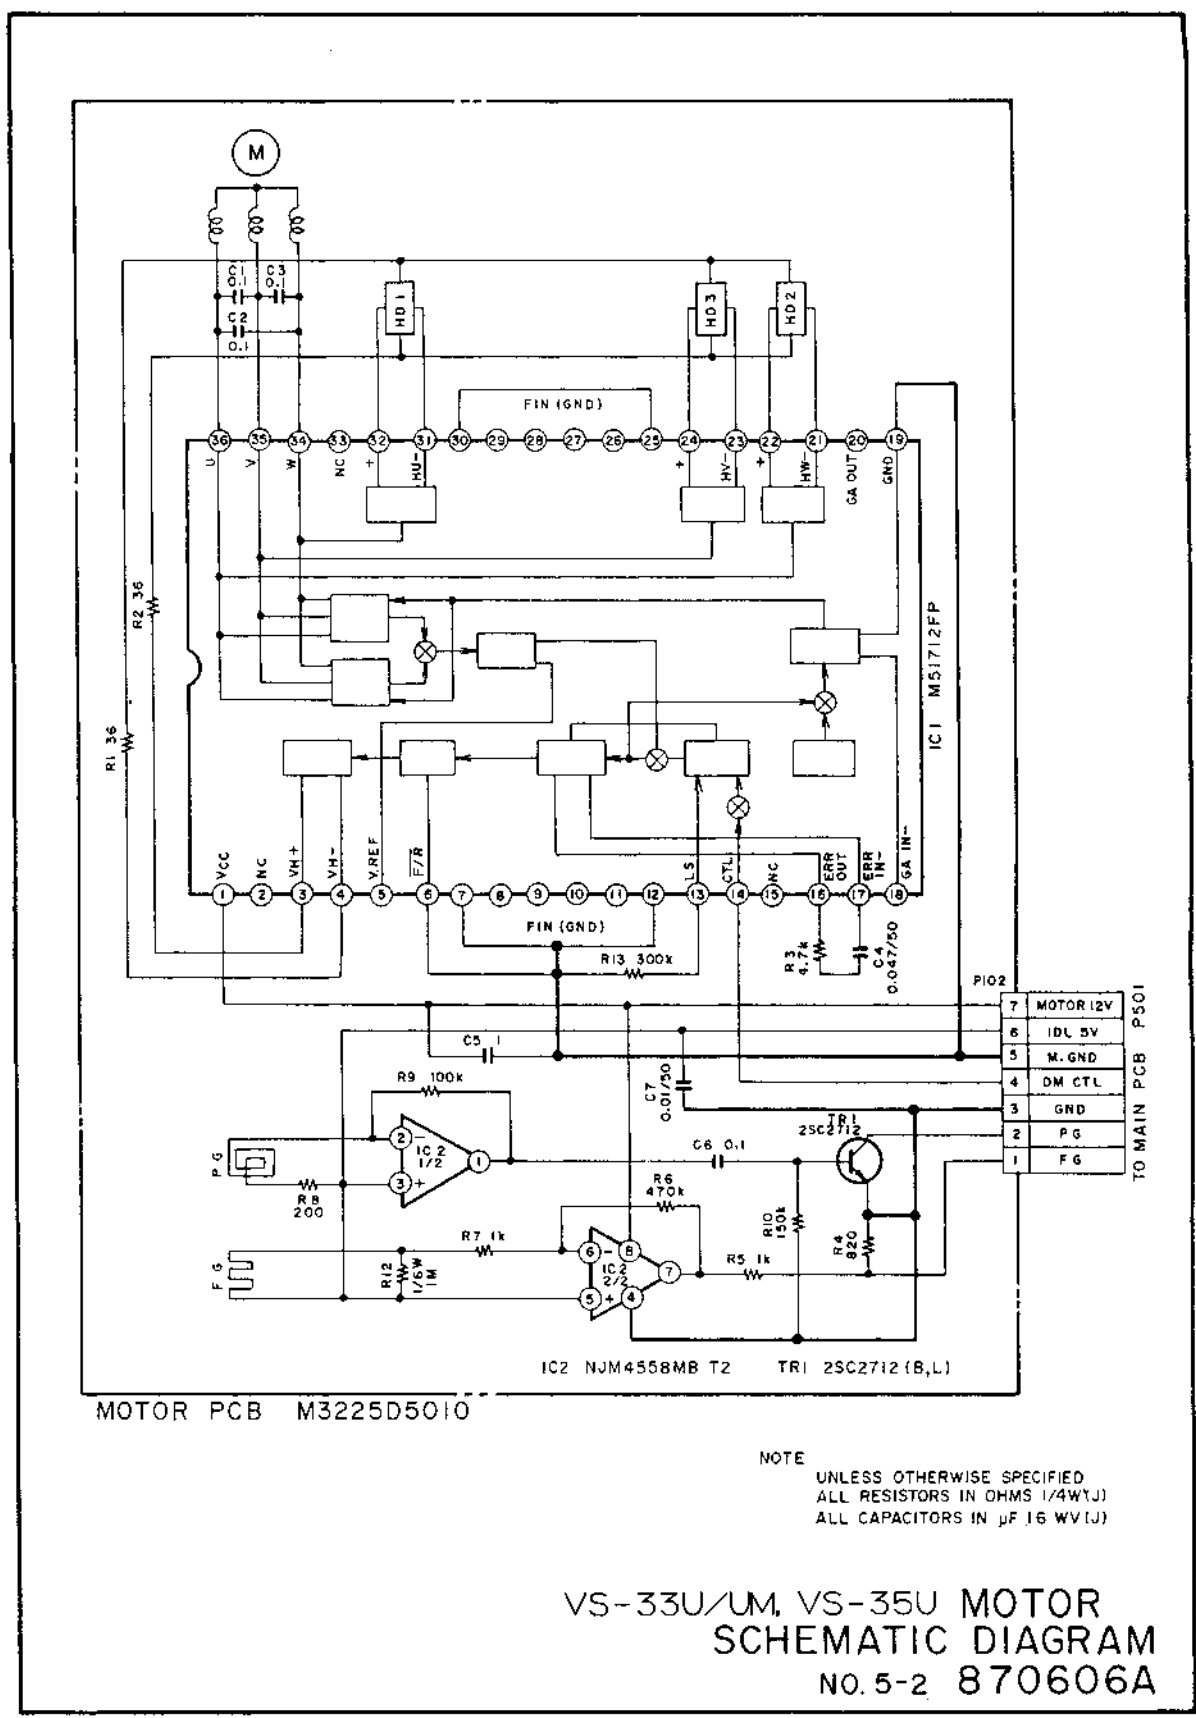 M
C1
0.1
C3
0.1
C2
0.1
HD1
HD3
HD2
FIN (GND)
36 35 34 33 32 31 30 29 28 27 26 25 24 23 22 21 20 19
U V W NC + HU- + HV- + HW- GA OUT GND
R2 36
R1 36
IC1 M51712FP
VCC NC VH+ VH- V.REF F/R LS CTL NC ERR OUT ERR IN- GA IN-
1 2 3 4 5 6 7 8 9 10 11 12 13 14 15 16 17 18
FIN (GND)
R13 300k
R3
4.7k
C4
0.047/50
P102
7 MOTOR 12V
6 IDL 5V
5 M.GND
4 DM CTL
3 GND
2 PG
1 FG
TO MAIN PCB P501
C5 1
C7
0.01/50
R9 100k
TR1
2SC2712
PG
2 -
IC2
1/2
1
3 +
R8
200
C6 0.1
R6
470k
R10
150k
R4
820
R7 1k
R5 1k
FG
R12
1/6W
1M
6 - 8
IC2
2/2
7
5 + 4
IC2 NJM4558MB T2 TR1 2SC2712 (B,L)
MOTOR PCB M3225D5010
NOTE
UNLESS OTHERWISE SPECIFIED
ALL RESISTORS IN OHMS 1/4W(J)
ALL CAPACITORS IN µF 16 WV(J)
VS-33U/UM, VS-35U MOTOR
SCHEMATIC DIAGRAM
NO. 5-2 870606A